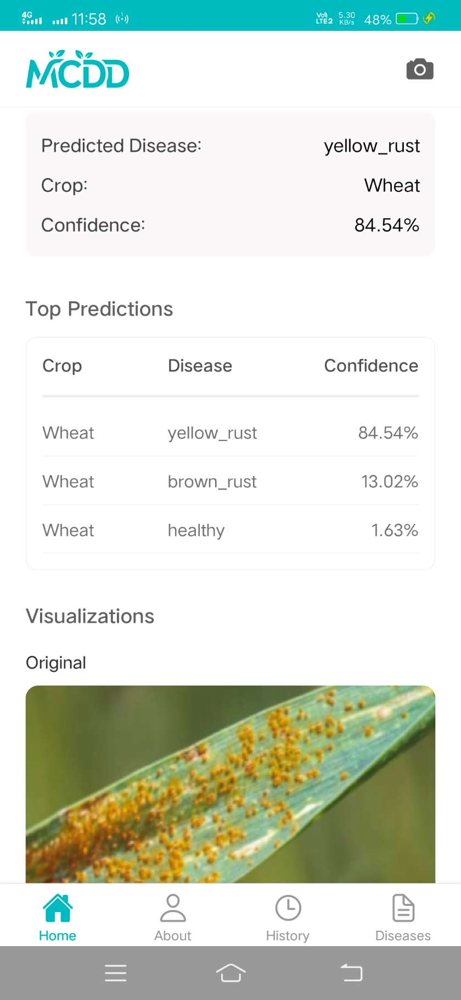 4G 11:58 Vo) LTE2 5.30 KB/s 48%
MCDD
Predicted Disease: yellow_rust
Crop: Wheat
Confidence: 84.54%
Top Predictions
Crop Disease Confidence
Wheat yellow_rust 84.54%
Wheat brown_rust 13.02%
Wheat healthy 1.63%
Visualizations
Original
Home About History Diseases